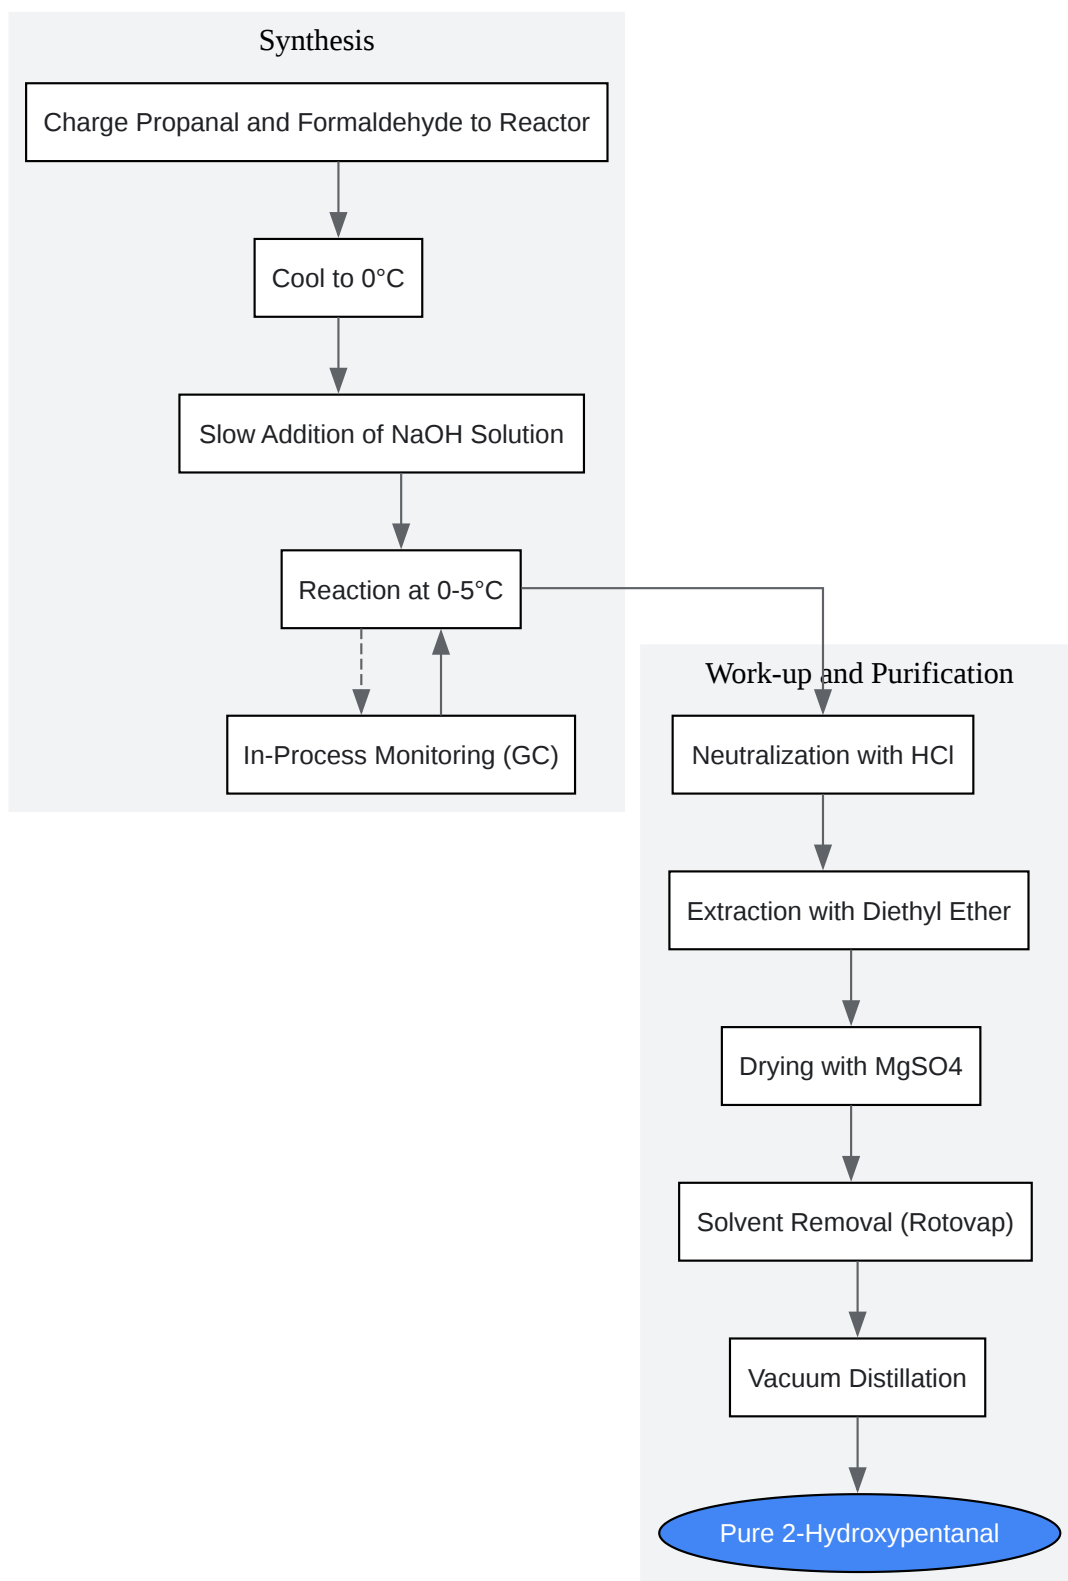 Synthesis
Charge Propanal and Formaldehyde to Reactor
Cool to 0°C
Slow Addition of NaOH Solution
Reaction at 0-5°C
In-Process Monitoring (GC)
Work-up and Purification
Neutralization with HCl
Extraction with Diethyl Ether
Drying with MgSO4
Solvent Removal (Rotovap)
Vacuum Distillation
Pure 2-Hydroxypentanal